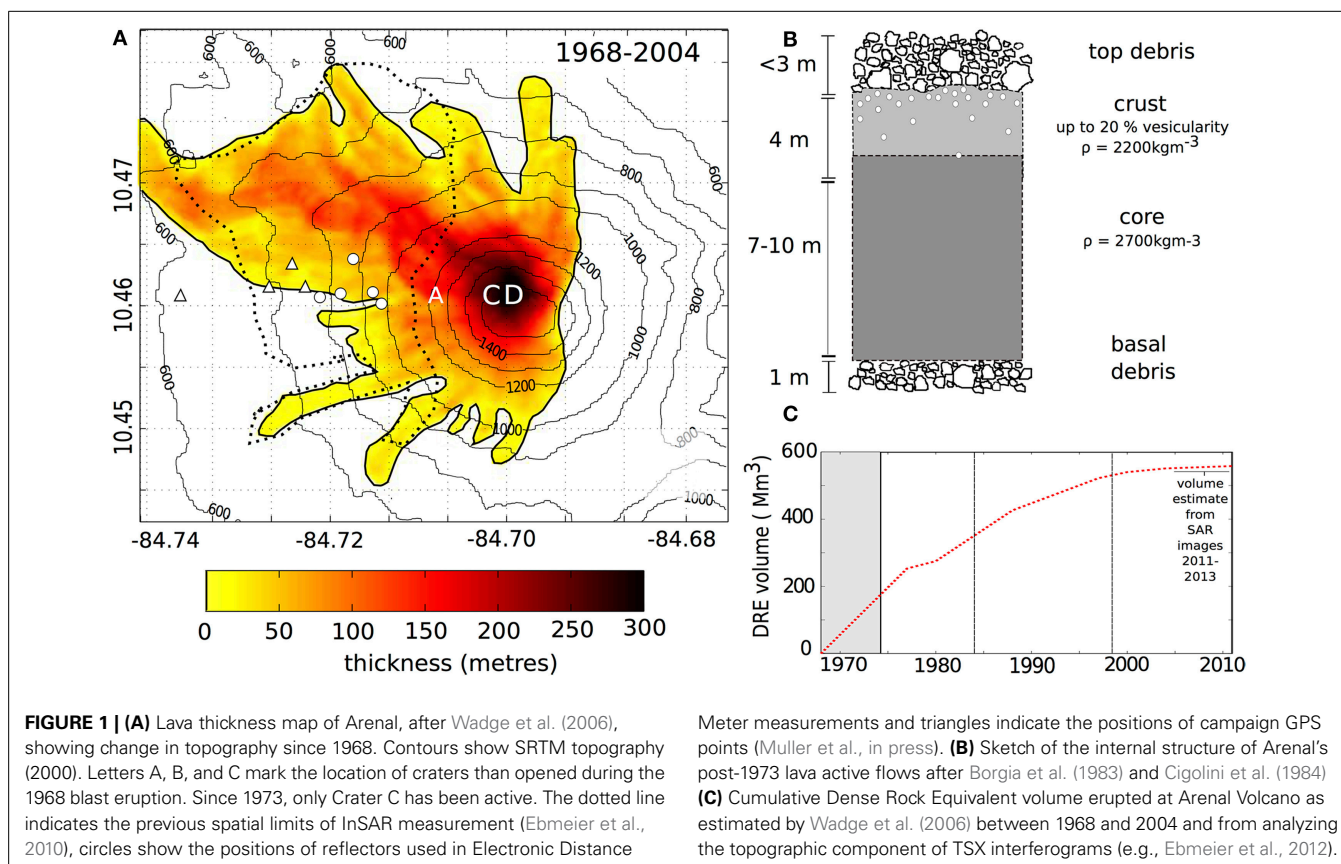 A
1968-2004
600
600
600
600
600
800
600
1000
1000
1200
800
600
600
A
CD
1400
1000
800
1200
1000
800
1000
600
600
10.47
10.46
10.45
-84.74
-84.72
-84.70
-84.68
0
50
100
150
200
250
300
thickness (metres)
B
<3 m
top debris
4 m
crust
up to 20 % vesicularity
ρ = 2200kgm-3
7-10 m
core
ρ = 2700kgm-3
1 m
basal
debris
C
DRE volume ( Mm3)
600
400
200
0
1970
1980
1990
2000
2010
volume
estimate
from
SAR
images
2011-
2013
FIGURE 1 | (A) Lava thickness map of Arenal, after Wadge et al. (2006),
showing change in topography since 1968. Contours show SRTM topography
(2000). Letters A, B, and C mark the location of craters than opened during the
1968 blast eruption. Since 1973, only Crater C has been active. The dotted line
indicates the previous spatial limits of InSAR measurement (Ebmeier et al.,
2010), circles show the positions of reflectors used in Electronic Distance
Meter measurements and triangles indicate the positions of campaign GPS
points (Muller et al., in press). (B) Sketch of the internal structure of Arenal's
post-1973 lava active flows after Borgia et al. (1983) and Cigolini et al. (1984)
(C) Cumulative Dense Rock Equivalent volume erupted at Arenal Volcano as
estimated by Wadge et al. (2006) between 1968 and 2004 and from analyzing
the topographic component of TSX interferograms (e.g., Ebmeier et al., 2012).